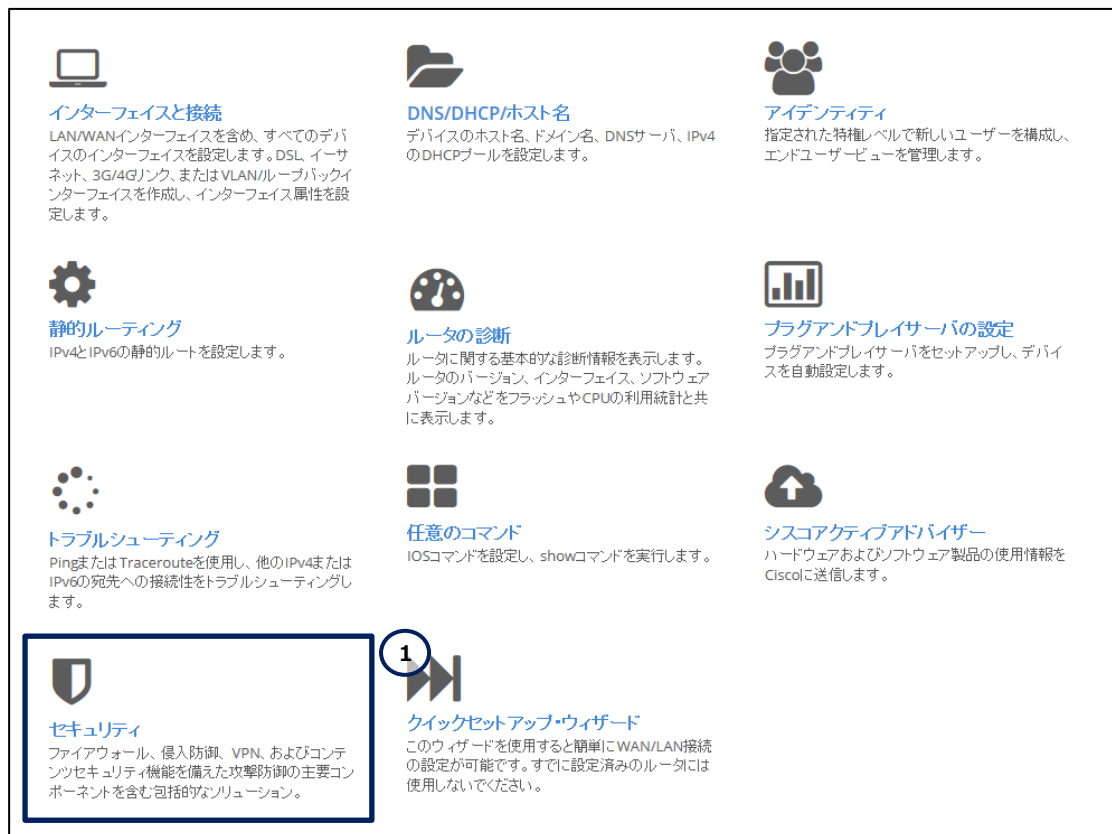 インターフェイスと接続
LAN/WANインターフェイスを含め、すべてのデバ
イスのインターフェイスを設定します。DSL、イーサ
ネット、3G/4Gリンク、またはVLAN/ループバックイ
ンターフェイスを作成し、インターフェイス属性を設
定します。
DNS/DHCP/ホスト名
デバイスのホスト名、ドメイン名、DNSサーバ、IPv4
のDHCPプールを設定します。
アイデンティティ
指定された特権レベルで新しいユーザーを構成し、
エンドユーザービューを管理します。
静的ルーティング
IPv4とIPv6の静的ルートを設定します。
ルータの診断
ルータに関する基本的な診断情報を表示します。
ルータのバージョン、インターフェイス、ソフトウェア
バージョンなどをフラッシュやCPUの利用統計と共
に表示します。
プラグアンドプレイサーバの設定
プラグアンドプレイサーバをセットアップし、デバイ
スを自動設定します。
トラブルシューティング
PingまたはTracerouteを使用し、他のIPv4または
IPv6の宛先への接続性をトラブルシューティングし
ます。
任意のコマンド
IOSコマンドを設定し、showコマンドを実行します。
シスコアクティブアドバイザー
ハードウェアおよびソフトウェア製品の使用情報を
Ciscoに送信します。
セキュリティ
ファイアウォール、侵入防御、VPN、およびコンテ
ンツセキュリティ機能を備えた攻撃防御の主要コン
ポーネントを含む包括的なソリューション。
1
クイックセットアップ・ウィザード
このウィザードを使用すると簡単にWAN/LAN接続
の設定が可能です。すでに設定済みのルータには
使用しないでください。